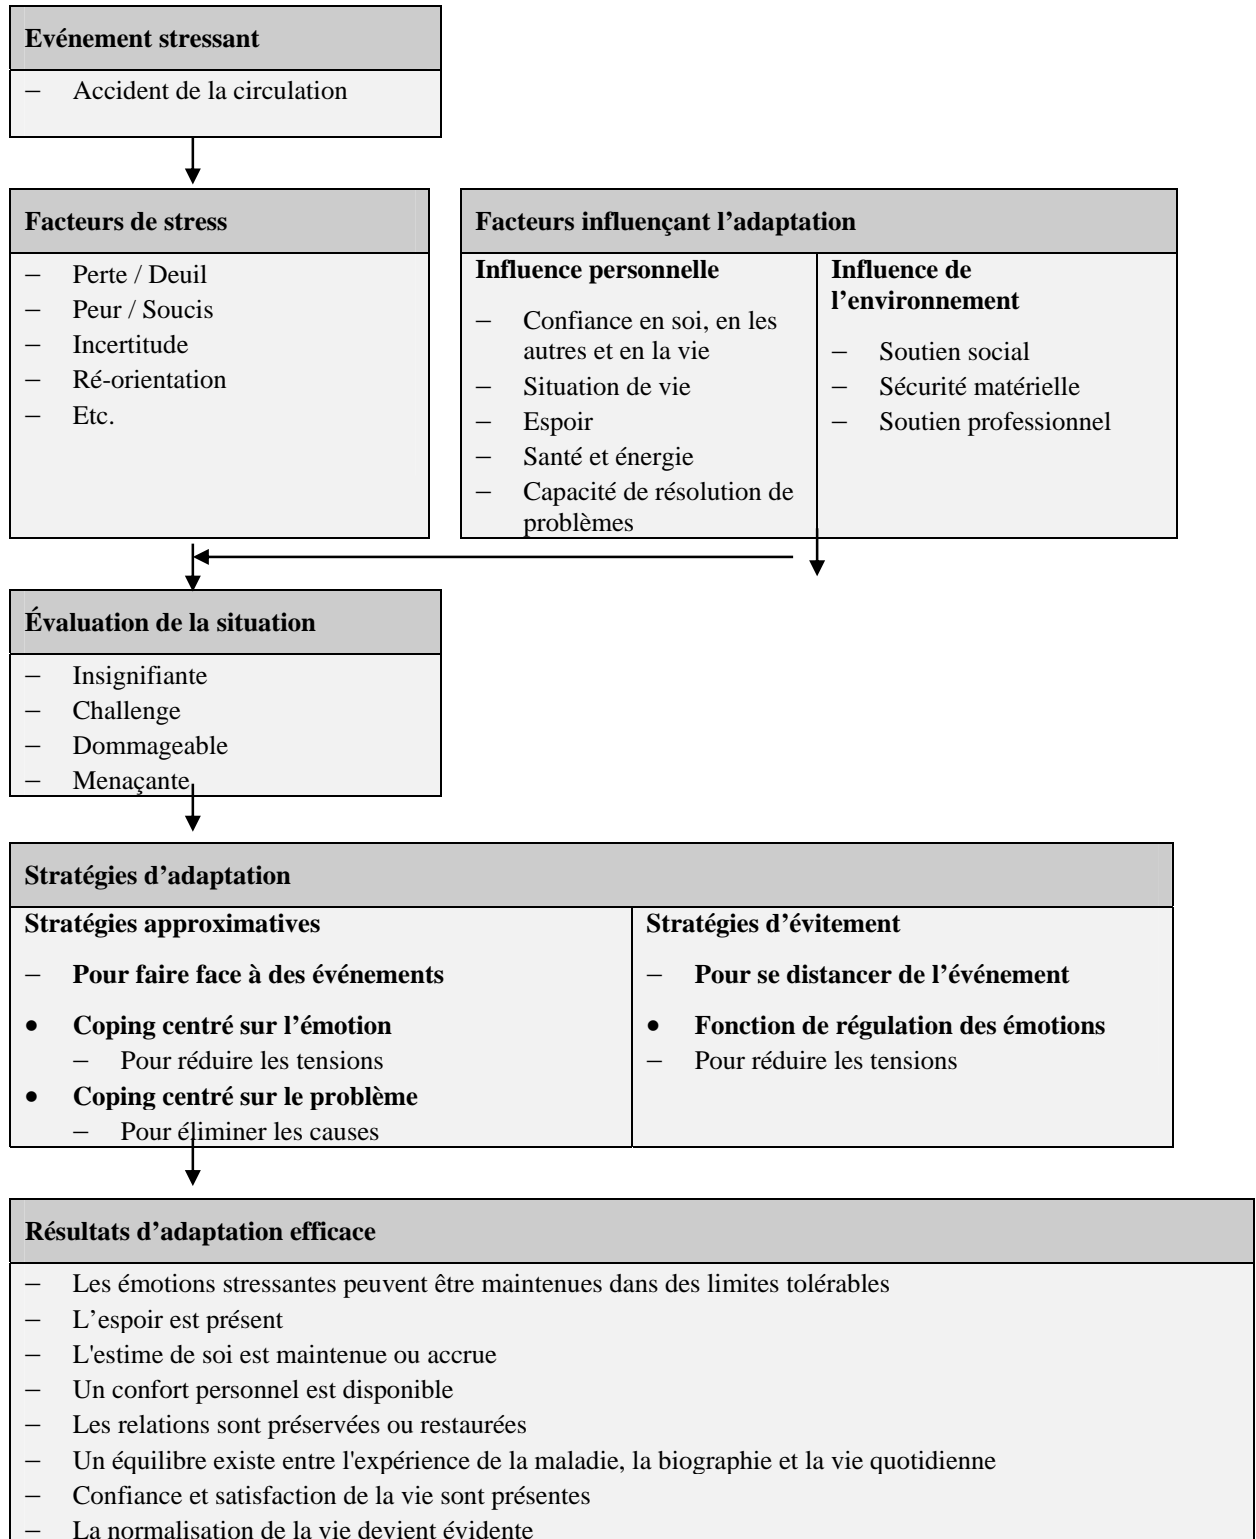 Evénement stressant
– Accident de la circulation
Facteurs de stress
– Perte / Deuil
– Peur / Soucis
– Incertitude
– Ré-orientation
– Etc.
Facteurs influençant l’adaptation
Influence personnelle
– Confiance en soi, en les
autres et en la vie
– Situation de vie
– Espoir
– Santé et énergie
– Capacité de résolution de
problèmes
Influence de
l’environnement
– Soutien social
– Sécurité matérielle
– Soutien professionnel
Évaluation de la situation
– Insignifiante
– Challenge
– Dommageable
– Menaçante
Stratégies d’adaptation
Stratégies approximatives
– Pour faire face à des événements
• Coping centré sur l’émotion
– Pour réduire les tensions
• Coping centré sur le problème
– Pour éliminer les causes
Stratégies d’évitement
– Pour se distancer de l’événement
• Fonction de régulation des émotions
– Pour réduire les tensions
Résultats d’adaptation efficace
– Les émotions stressantes peuvent être maintenues dans des limites tolérables
– L’espoir est présent
– L'estime de soi est maintenue ou accrue
– Un confort personnel est disponible
– Les relations sont préservées ou restaurées
– Un équilibre existe entre l'expérience de la maladie, la biographie et la vie quotidienne
– Confiance et satisfaction de la vie sont présentes
– La normalisation de la vie devient évidente